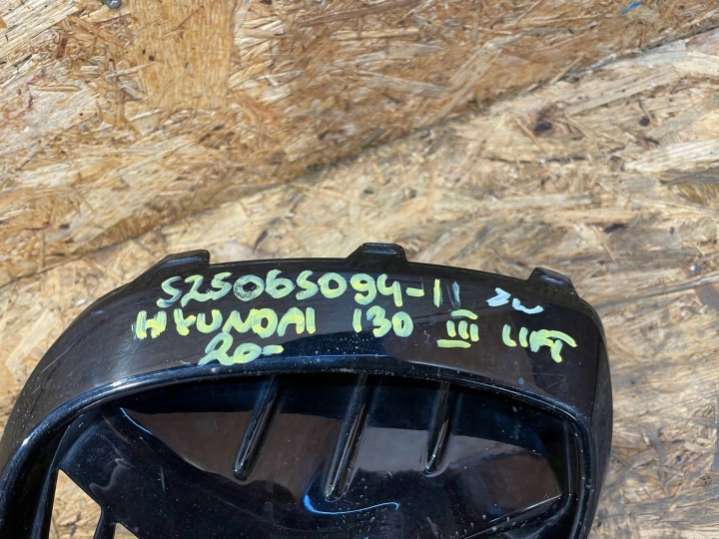 S25065094-11 ZW
HYUNDAI I30 III LIFT
20-